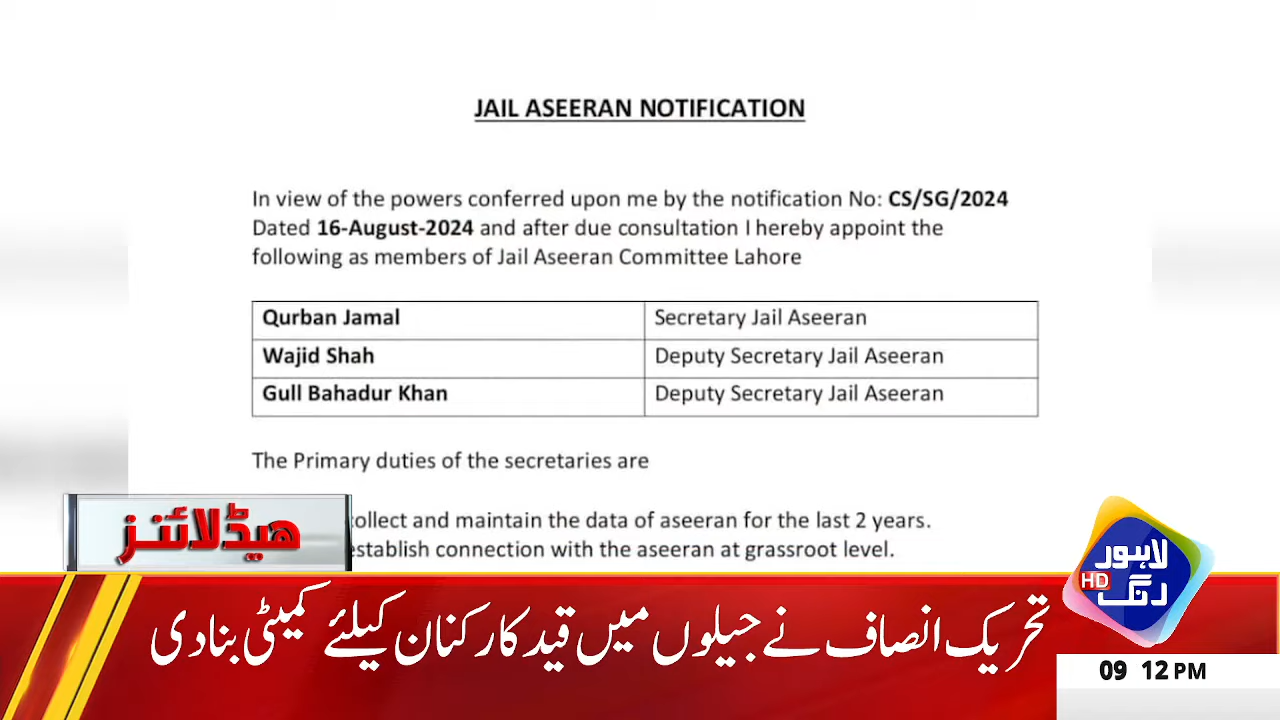 JAIL ASEERAN NOTIFICATION
In view of the powers conferred upon me by the notification No: CS/SG/2024
Dated 16-August-2024 and after due consultation I hereby appoint the
following as members of Jail Aseeran Committee Lahore
Qurban Jamal Secretary Jail Aseeran
Wajid Shah Deputy Secretary Jail Aseeran
Gull Bahadur Khan Deputy Secretary Jail Aseeran
The Primary duties of the secretaries are
ollect and maintain the data of aseeran for the last 2 years.
establish connection with the aseeran at grassroot level.
ہیڈلائنز
لاہور
رنگ
HD
تحریک انصاف نے جیلوں میں قید کارکنان کیلئے کمیٹی بنادی
09 12 PM